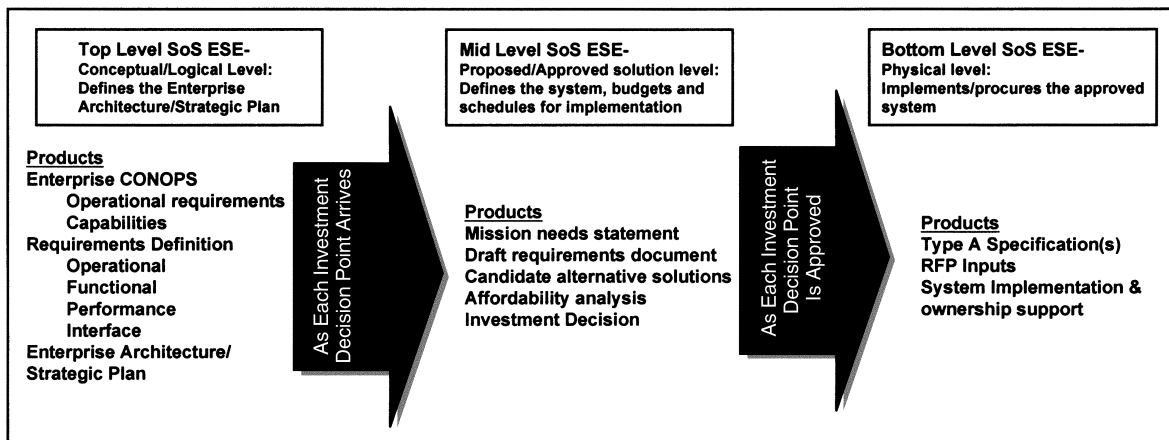 Top Level SoS ESE-
Conceptual/Logical Level:
Defines the Enterprise
Architecture/Strategic Plan
Products
Enterprise CONOPS
Operational requirements
Capabilities
Requirements Definition
Operational
Functional
Performance
Interface
Enterprise Architecture/
Strategic Plan
As Each Investment
Decision Point Arrives
Mid Level SoS ESE-
Proposed/Approved solution level:
Defines the system, budgets and
schedules for implementation
Products
Mission needs statement
Draft requirements document
Candidate alternative solutions
Affordability analysis
Investment Decision
As Each Investment
Decision Point
Is Approved
Bottom Level SoS ESE-
Physical level:
Implements/procures the approved
system
Products
Type A Specification(s)
RFP Inputs
System Implementation &
ownership support